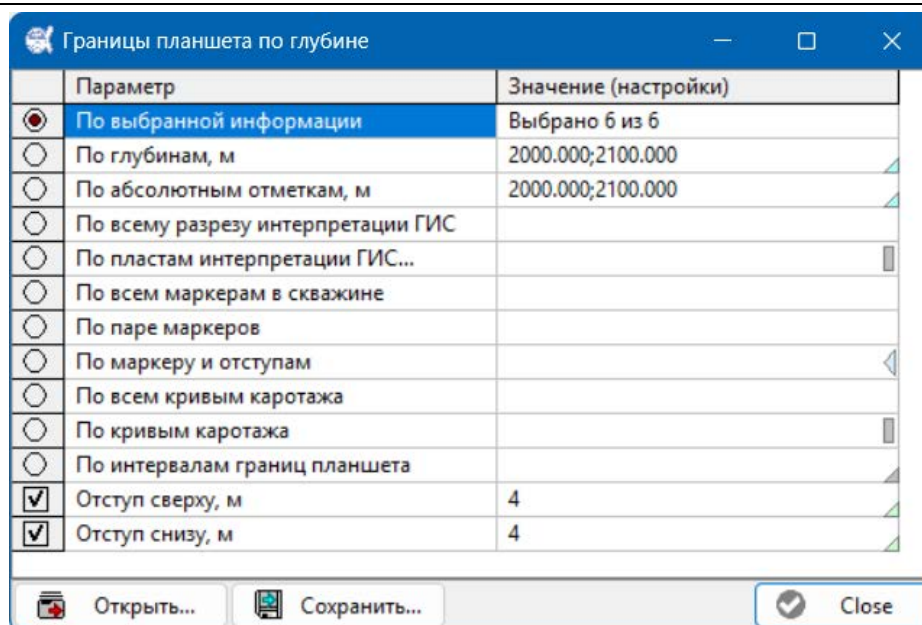 Границы планшета по глубине
Параметр Значение (настройки)
По выбранной информации Выбрано 6 из 6
По глубинам, м 2000.000;2100.000
По абсолютным отметкам, м 2000.000;2100.000
По всему разрезу интерпретации ГИС
По пластам интерпретации ГИС...
По всем маркерам в скважине
По паре маркеров
По маркеру и отступам
По всем кривым каротажа
По кривым каротажа
По интервалам границ планшета
Отступ сверху, м 4
Отступ снизу, м 4
Открыть... Сохранить... Close